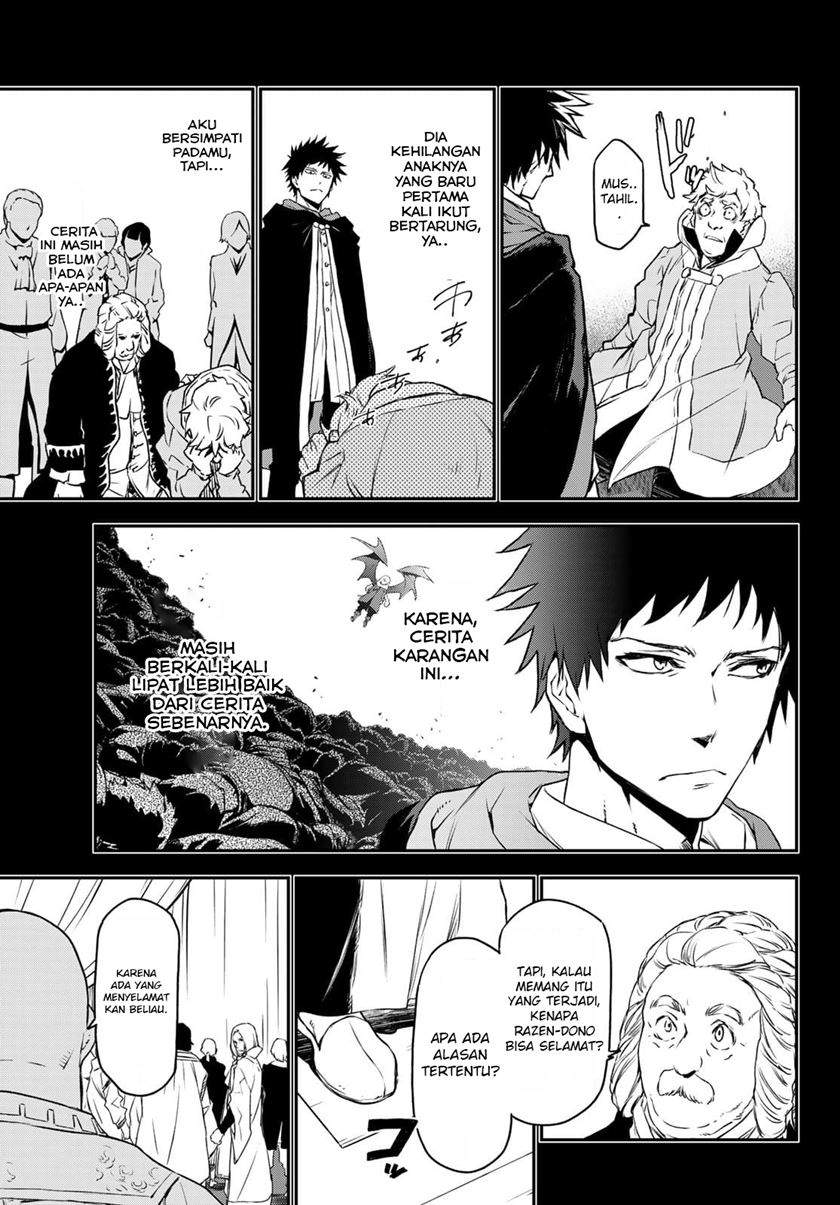 MUS..
TAHIL.
.
DIA
KEHILANGAN
ANAKNYA
YANG BARU
PERTAMA
KALI IKUT
BERTARUNG,
YA..
AKU
BERSIMPATI
PADAMU,
TAPI...
CERITA
INI MASIH
BELUM
ADA
APA-APAN
YA..
KARENA,
CERITA
KARANGAN
INI...
MASIH
BERKALI-KALI
LIPAT LEBIH BAIK
DARI CERITA
SEBENARNYA.
TAPI, KALAU
MEMANG ITU
YANG TERJADI,
KENAPA
RAZEN-DONO
BISA SELAMAT?
APA ADA
ALASAN
TERTENTU?
コッ
KARENA
ADA YANG
MENYELAMAT
KAN BELIAU.